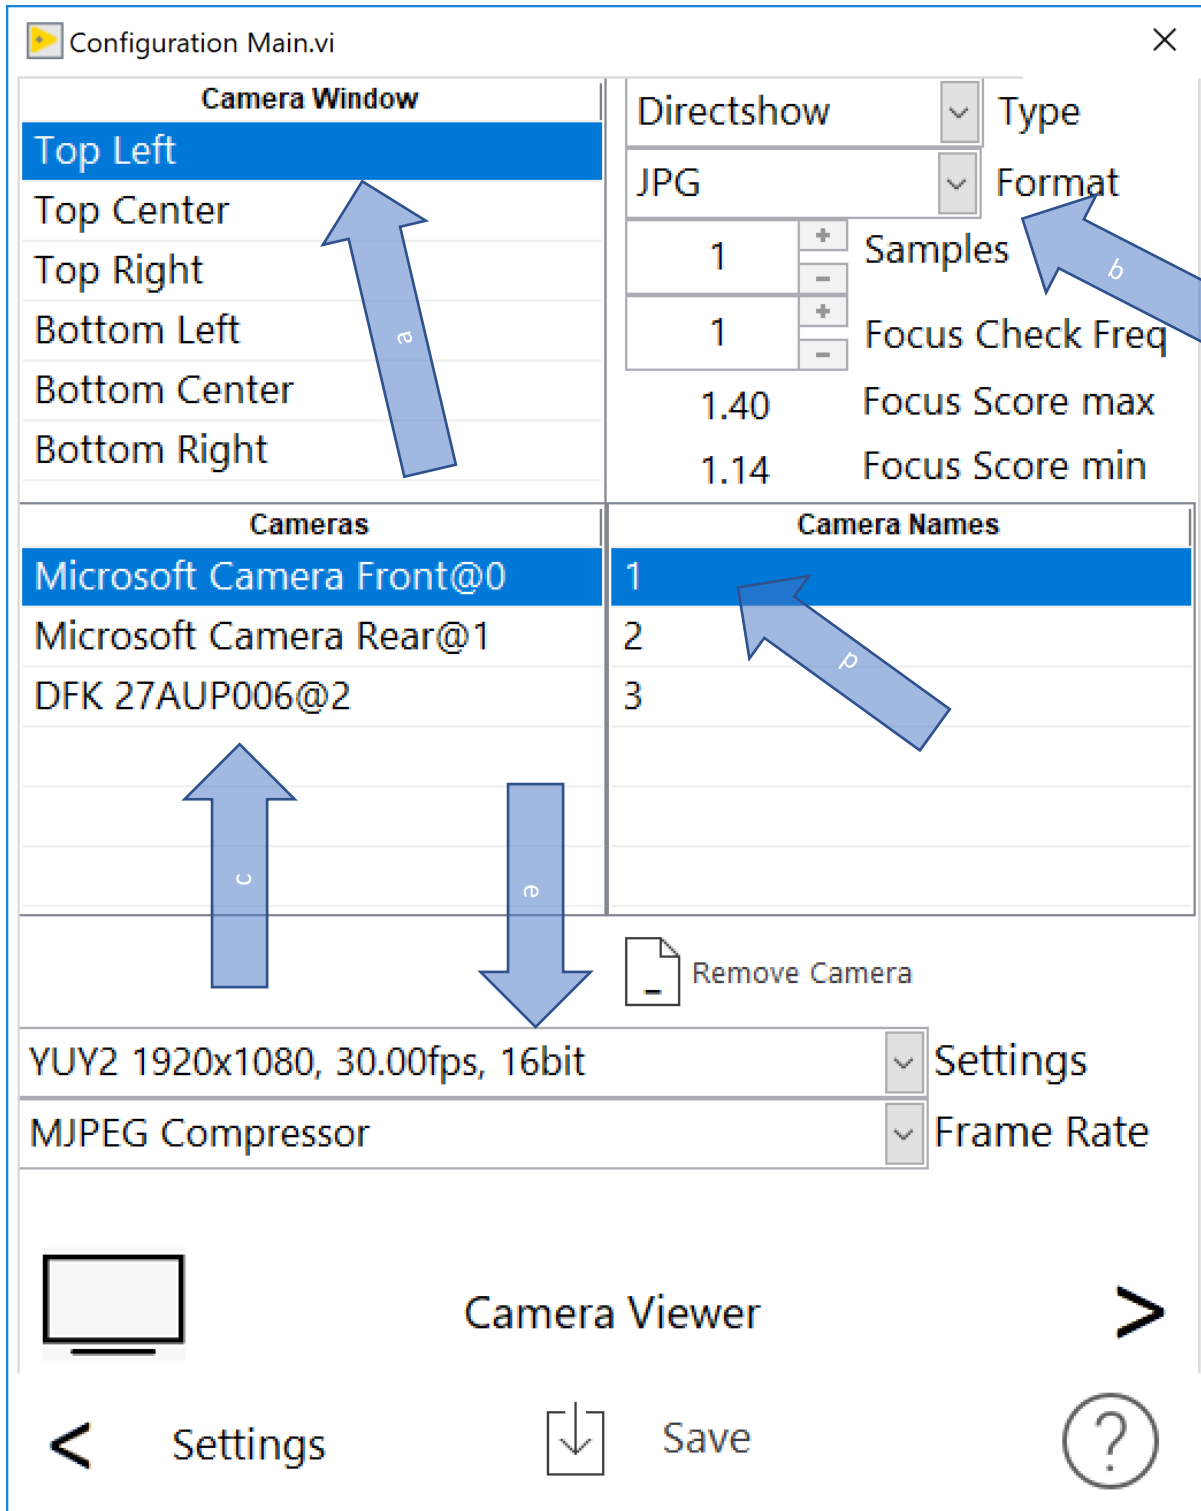 Configuration Main.vi
Camera Window
Top Left
Top Center
Top Right
Bottom Left
Bottom Center
Bottom Right
a
Directshow Type
JPG Format
b
1 Samples
1 Focus Check Freq
1.40 Focus Score max
1.14 Focus Score min
Cameras
Microsoft Camera Front@0
Microsoft Camera Rear@1
DFK 27AUP006@2
c
e
Camera Names
1
2
3
d
Remove Camera
YUY2 1920x1080, 30.00fps, 16bit Settings
MJPEG Compressor Frame Rate
Camera Viewer >
< Settings Save ?